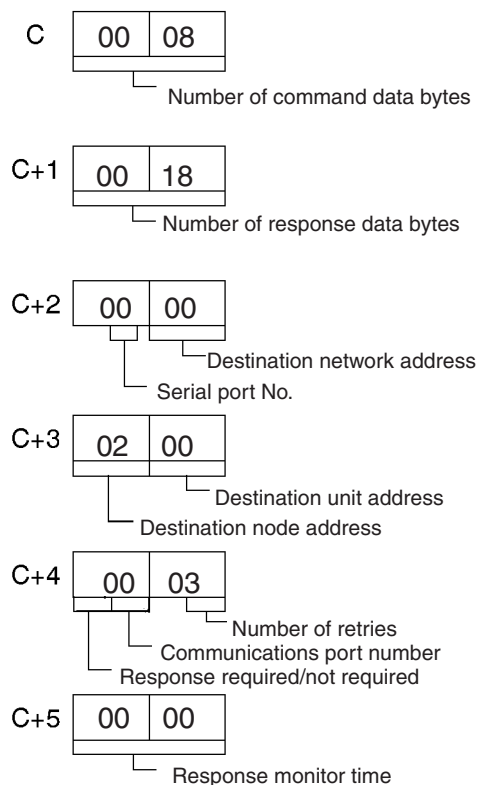 C 00 08
Number of command data bytes
C+1 00 18
Number of response data bytes
C+2 00 00
Destination network address
Serial port No.
C+3 02 00
Destination unit address
Destination node address
C+4 00 03
Number of retries
Communications port number
Response required/not required
C+5 00 00
Response monitor time